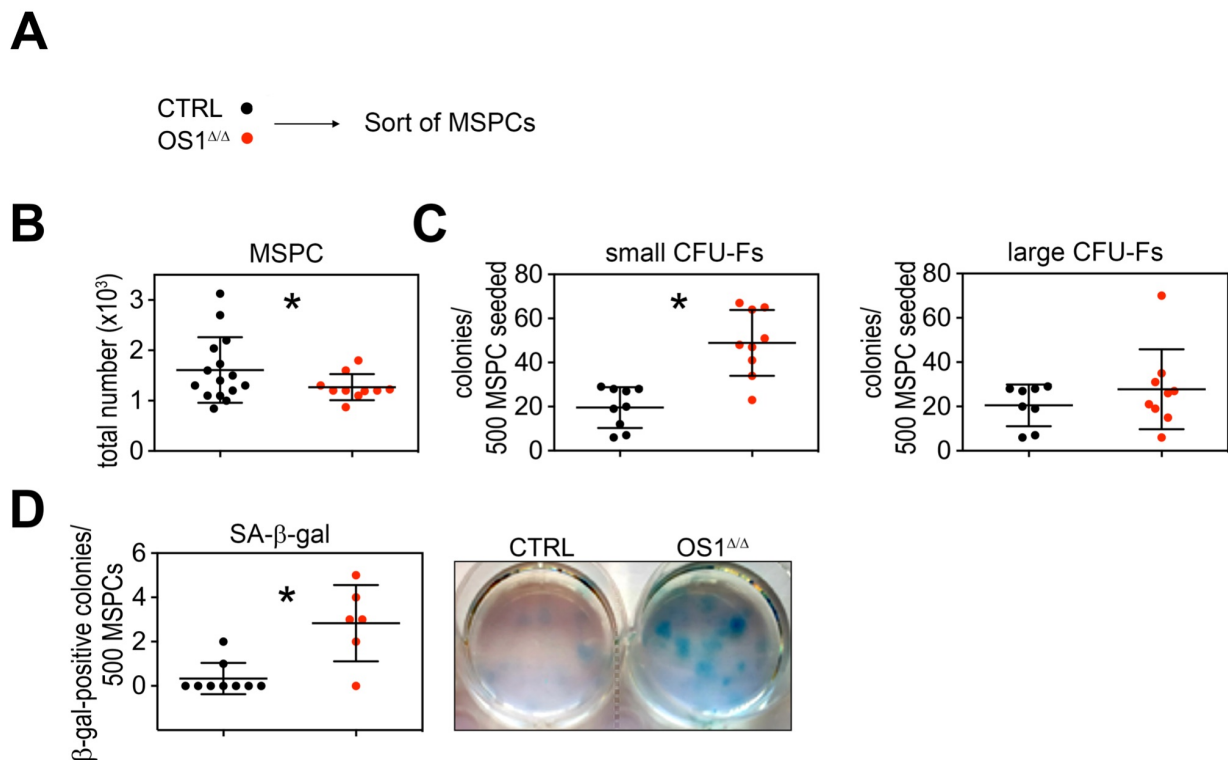 A
CTRL
OS1Δ/Δ
Sort of MSPCs
B
MSPC
total number (x10³)
3
2
1
0
*
C
small CFU-Fs
colonies/
500 MSPC seeded
80
60
40
20
0
*
large CFU-Fs
colonies/
500 MSPC seeded
80
60
40
20
0
D
SA-β-gal
β-gal-positive colonies/
500 MSPCs
6
4
2
0
*
CTRL OS1Δ/Δ